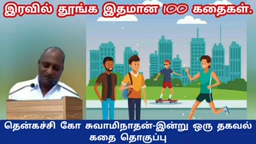 இரவில் தூங்க இதமான 100 கதைகள்.
தென்கச்சி கோ சுவாமிநாதன்-இன்று ஒரு தகவல்
கதை தொகுப்பு